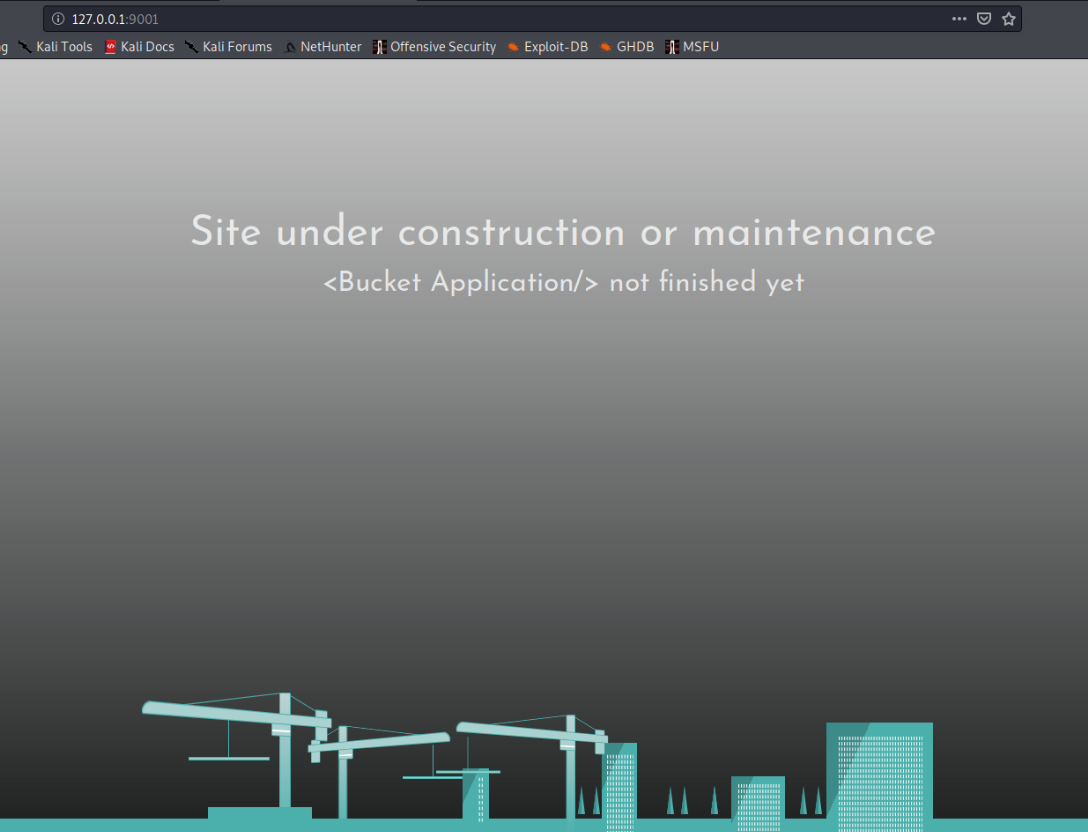 127.0.0.1:9001
g Kali Tools Kali Docs Kali Forums NetHunter Offensive Security Exploit-DB GHDB MSFU
Site under construction or maintenance
<Bucket Application/> not finished yet